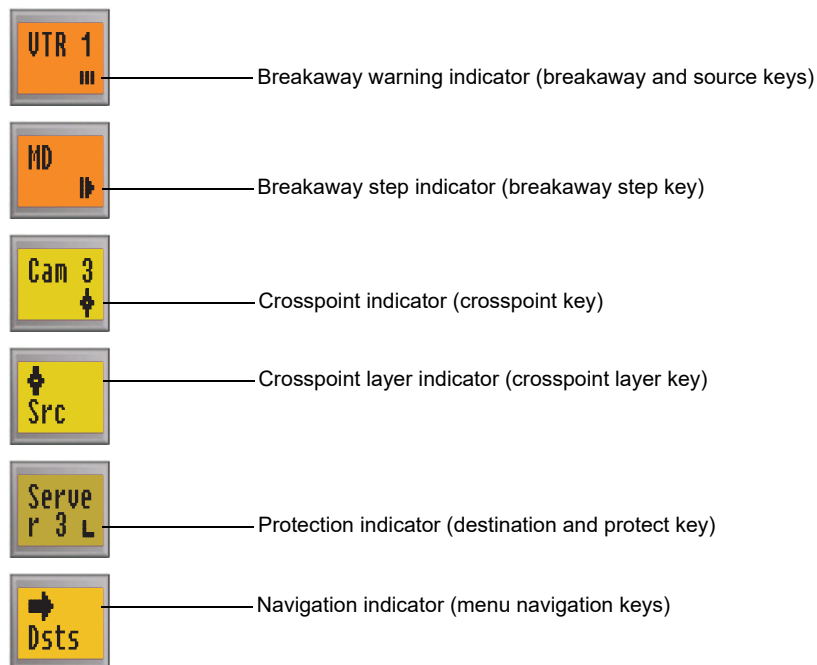 VTR 1
Breakaway warning indicator (breakaway and source keys)
MD
Breakaway step indicator (breakaway step key)
Cam 3
Crosspoint indicator (crosspoint key)
Crosspoint layer indicator (crosspoint layer key)
Src
Serve
r 3 L
Protection indicator (destination and protect key)
Navigation indicator (menu navigation keys)
Dsts